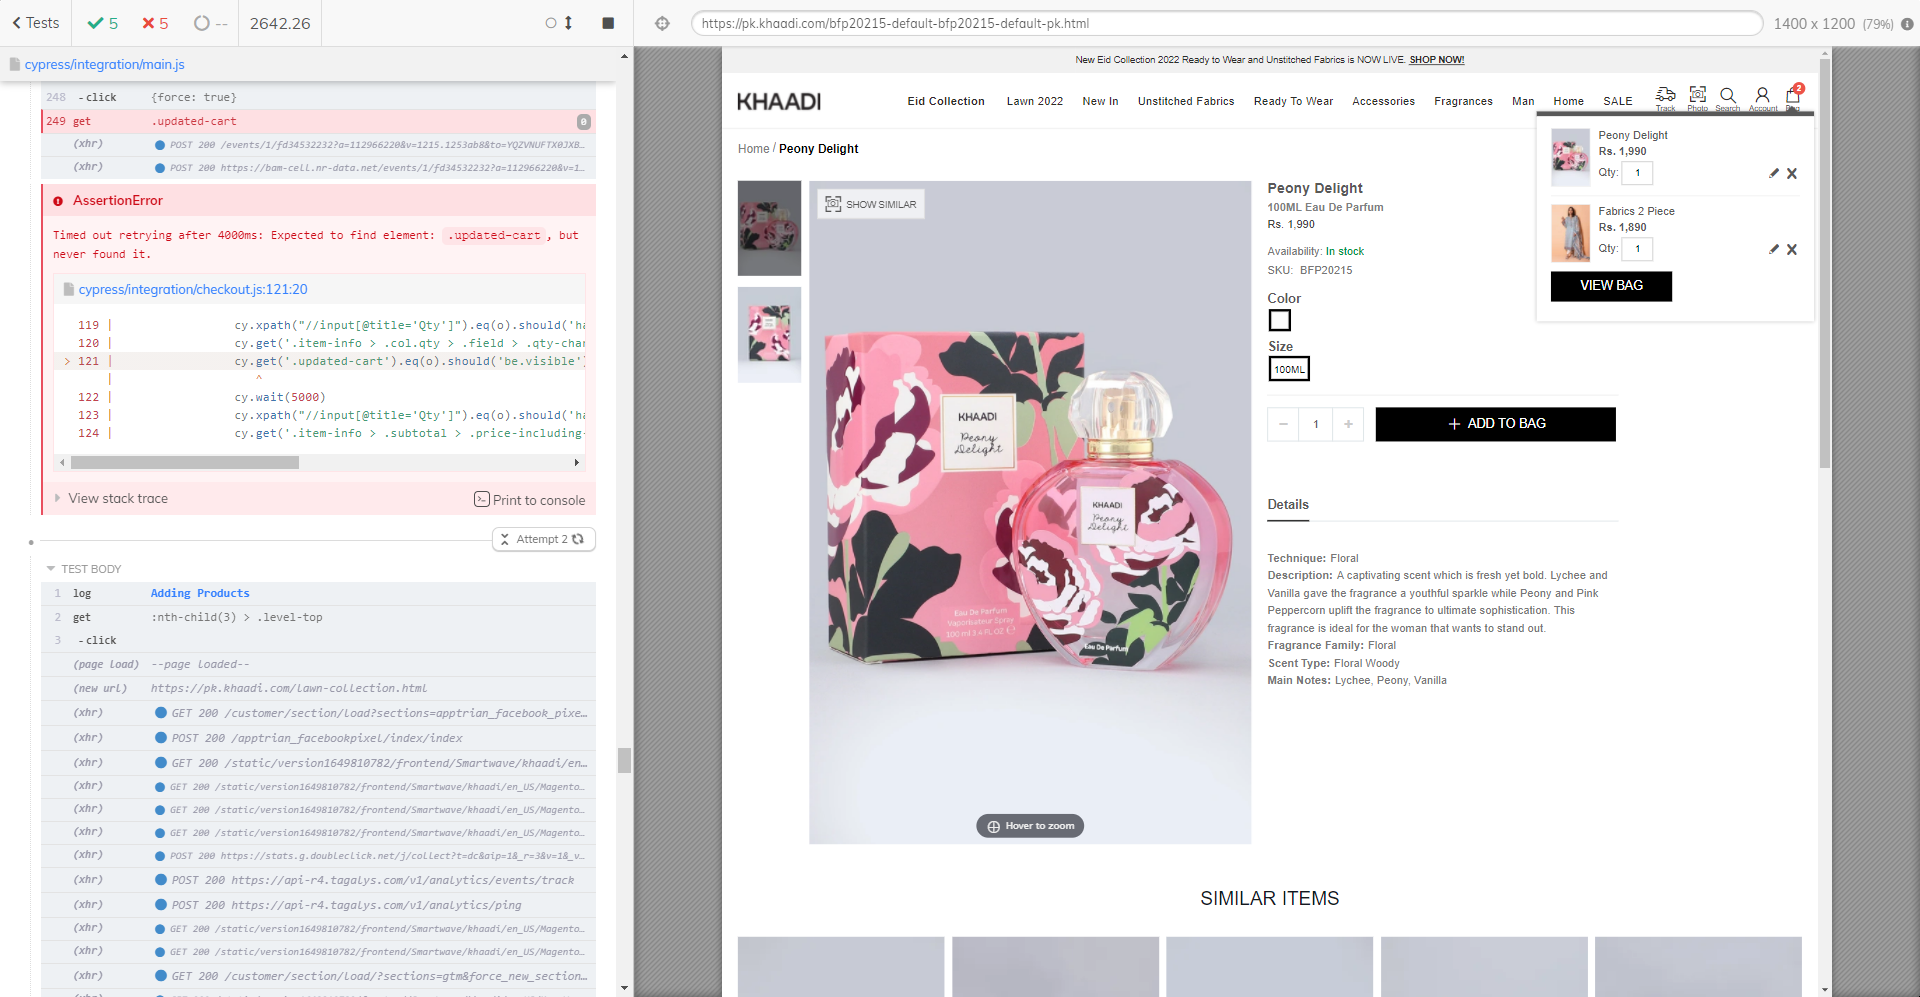 Tests
5
5
--
2642.26
https://pk.khaadi.com/bfp20215-default-bfp20215-default-pk.html
1400 x 1200 (79%)
cypress/integration/main.js
248 -click {force: true}
249 get .updated-cart 0
(xhr) POST 200 /events/1/fd34532232?a=112966220&v=1215.1253ab8&to=YQZVNUFTX0JXB…
(xhr) POST 200 https://bam-cell.nr-data.net/events/1/fd34532232?a=112966220&v=1…
AssertionError
Timed out retrying after 4000ms: Expected to find element: .updated-cart, but
never found it.
cypress/integration/checkout.js:121:20
119 | cy.xpath("//input[@title='Qty']").eq(o).should('ha
120 | cy.get('.item-info > .col.qty > .field > .qty-chan
> 121 | cy.get('.updated-cart').eq(o).should('be.visible')
| ^
122 | cy.wait(5000)
123 | cy.xpath("//input[@title='Qty']").eq(o).should('ha
124 | cy.get('.item-info > .subtotal > .price-including-
View stack trace
Print to console
Attempt 2
TEST BODY
1 log Adding Products
2 get :nth-child(3) > .level-top
3 -click
(page load) --page loaded--
(new url) https://pk.khaadi.com/lawn-collection.html
(xhr) GET 200 /customer/section/load?sections=apptrian_facebook_pixe…
(xhr) POST 200 /apptrian_facebookpixel/index/index
(xhr) GET 200 /static/version1649810782/frontend/Smartwave/khaadi/en…
(xhr) GET 200 /static/version1649810782/frontend/Smartwave/khaadi/en_US/Magento…
(xhr) GET 200 /static/version1649810782/frontend/Smartwave/khaadi/en_US/Magento…
(xhr) GET 200 /static/version1649810782/frontend/Smartwave/khaadi/en_US/Magento…
(xhr) POST 200 https://stats.g.doubleclick.net/j/collect?t=dc&aip=1&_r=3&v=1&_v…
(xhr) POST 200 https://api-r4.tagalys.com/v1/analytics/events/track
(xhr) POST 200 https://api-r4.tagalys.com/v1/analytics/ping
(xhr) GET 200 /static/version1649810782/frontend/Smartwave/khaadi/en_US/Magento…
(xhr) GET 200 /static/version1649810782/frontend/Smartwave/khaadi/en_US/Magento…
(xhr) GET 200 /customer/section/load/?sections=gtm&force_new_section…
New Eid Collection 2022 Ready to Wear and Unstitched Fabrics is NOW LIVE. SHOP NOW!
KHAADI
Eid Collection Lawn 2022 New In Unstitched Fabrics Ready To Wear Accessories Fragrances Man Home SALE
Track Photo Search Account
2
Home / Peony Delight
Peony Delight
Rs. 1,990
Qty: 1
Fabrics 2 Piece
Rs. 1,890
Qty: 1
VIEW BAG
SHOW SIMILAR
KHAADI
Peony
Delight
Eau De Parfum
Vaporisateur Spray
100 ml 3.4 FL OZ
KHAADI
Peony
Delight
Eau De Parfum
Hover to zoom
Peony Delight
100ML Eau De Parfum
Rs. 1,990
Availability: In stock
SKU: BFP20215
Color
Size
100ML
− 1 +
+ ADD TO BAG
Details
Technique: Floral
Description: A captivating scent which is fresh yet bold. Lychee and
Vanilla gave the fragrance a youthful sparkle while Peony and Pink
Peppercorn uplift the fragrance to ultimate sophistication. This
fragrance is ideal for the woman that wants to stand out.
Fragrance Family: Floral
Scent Type: Floral Woody
Main Notes: Lychee, Peony, Vanilla
SIMILAR ITEMS